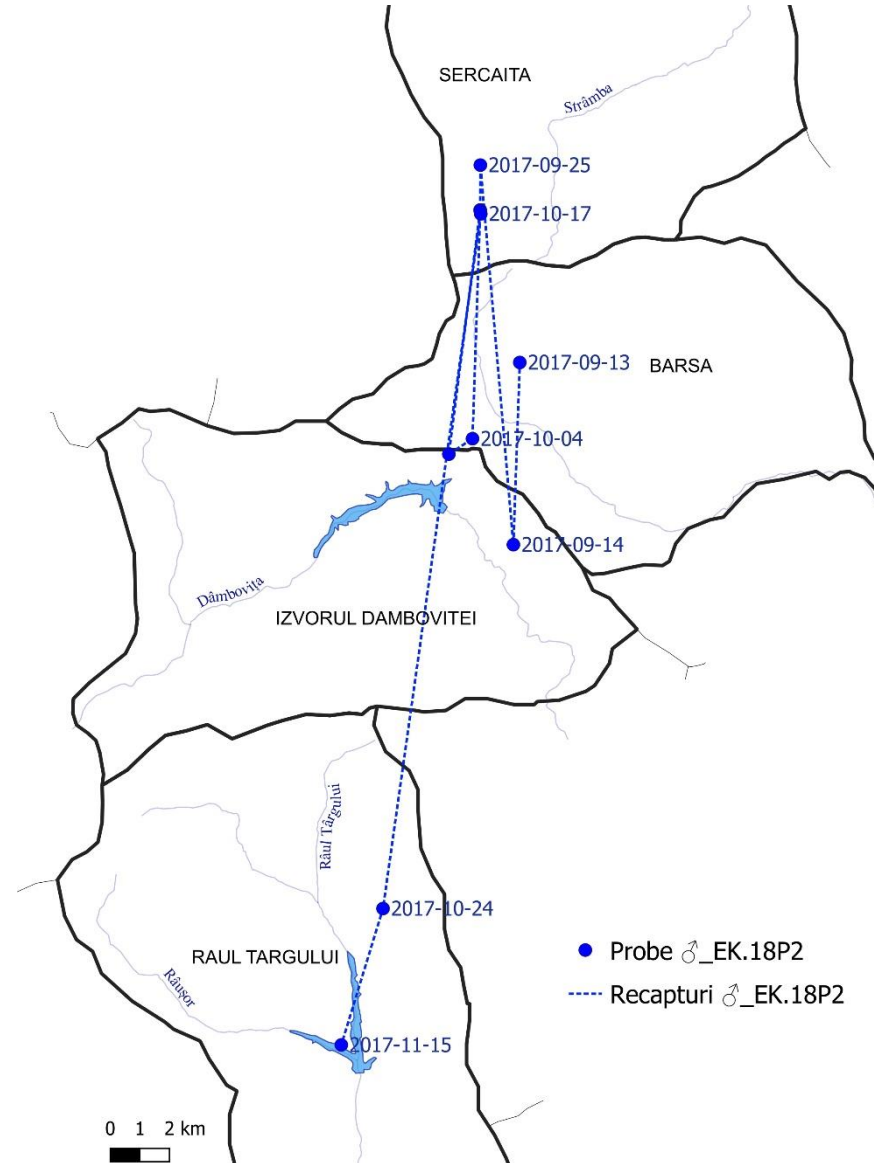 SERCAITA
Strâmba
2017-09-25
2017-10-17
2017-09-13
BARSA
2017-10-04
2017-09-14
Dâmbovița
IZVORUL DAMBOVITEI
Râul Târgului
2017-10-24
RAUL TARGULUI
Râușor
2017-11-15
Probe ♂_EK.18P2
Recapturi ♂_EK.18P2
0 1 2 km